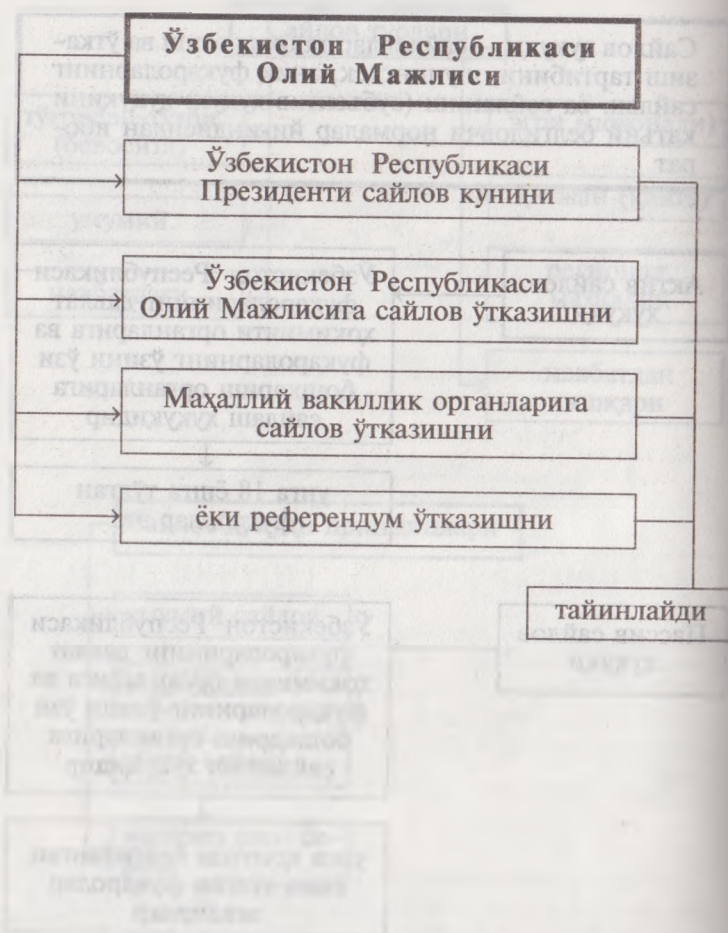 Ўзбекистон Республикаси
Олий Мажлиси
Ўзбекистон Республикаси
Президенти сайлов кунини
Ўзбекистон Республикаси
Олий Мажлисига сайлов ўтказишни
Маҳаллий вакиллик органларига
сайлов ўтказишни
ёки референдум ўтказишни
тайинлайди